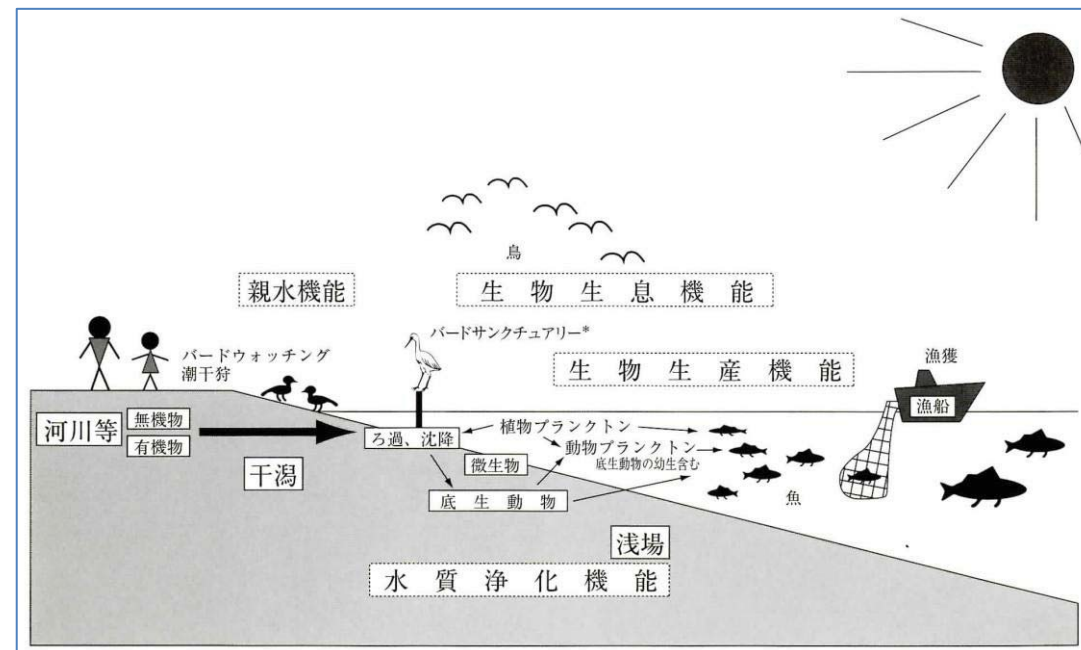 鳥
親水機能
生物生息機能
バードサンクチュアリー*
バードウォッチング
潮干狩
生物生産機能
漁獲
漁船
河川等
無機物
有機物
ろ過、沈降
植物プランクトン
動物プランクトン
底生動物の幼生含む
微生物
干潟
底生動物
魚
浅場
水質浄化機能